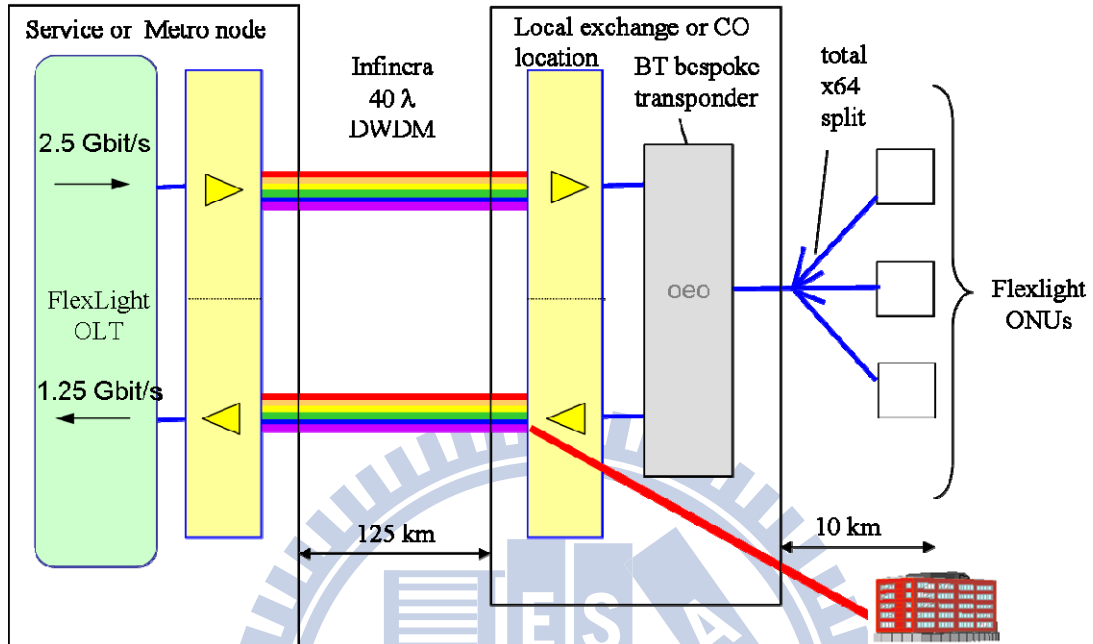 Service or Metro node
Local exchange or CO
location
BT bespoke
transponder
Infinera
40 λ
DWDM
total
x64
split
2.5 Gbit/s
FlexLight
OLT
oeo
Flexlight
ONUs
1.25 Gbit/s
125 km
10 km
E S A